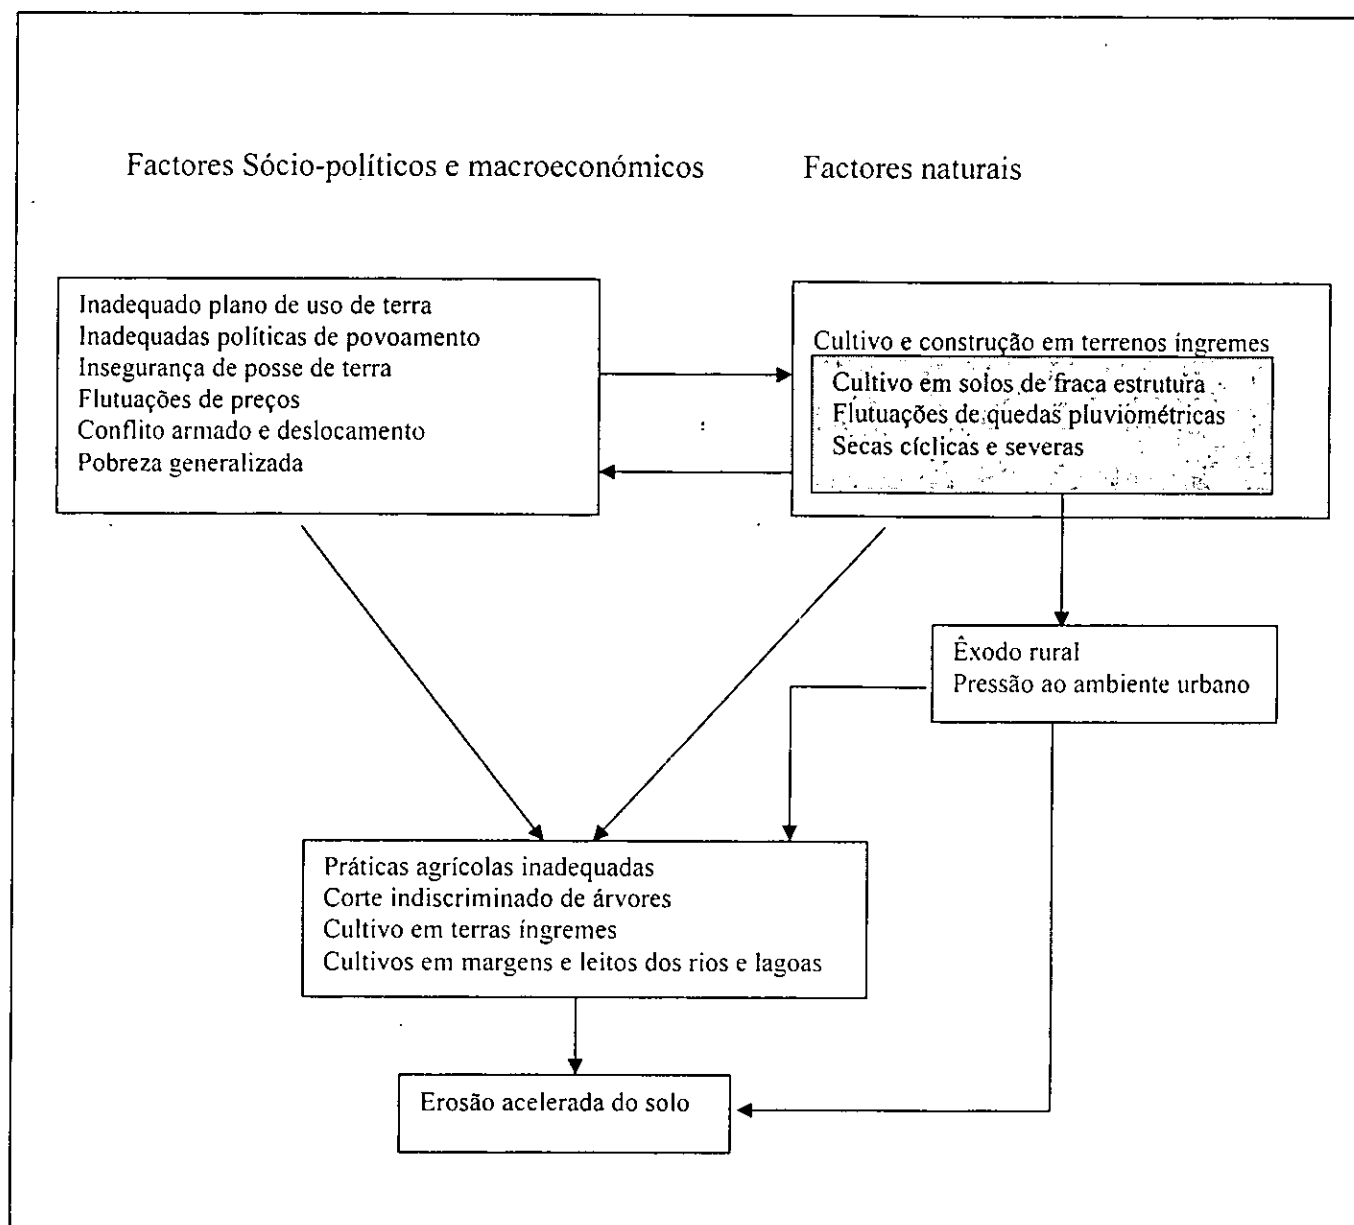 Factores Sócio-políticos e macroeconómicos
Factores naturais
Inadequado plano de uso de terra
Inadequadas políticas de povoamento
Insegurança de posse de terra
Flutuações de preços
Conflito armado e deslocamento
Pobreza generalizada
Cultivo e construção em terrenos íngremes
Cultivo em solos de fraca estrutura
Flutuações de quedas pluviométricas
Secas cíclicas e severas
Êxodo rural
Pressão ao ambiente urbano
Práticas agrícolas inadequadas
Corte indiscriminado de árvores
Cultivo em terras íngremes
Cultivos em margens e leitos dos rios e lagoas
Erosão acelerada do solo